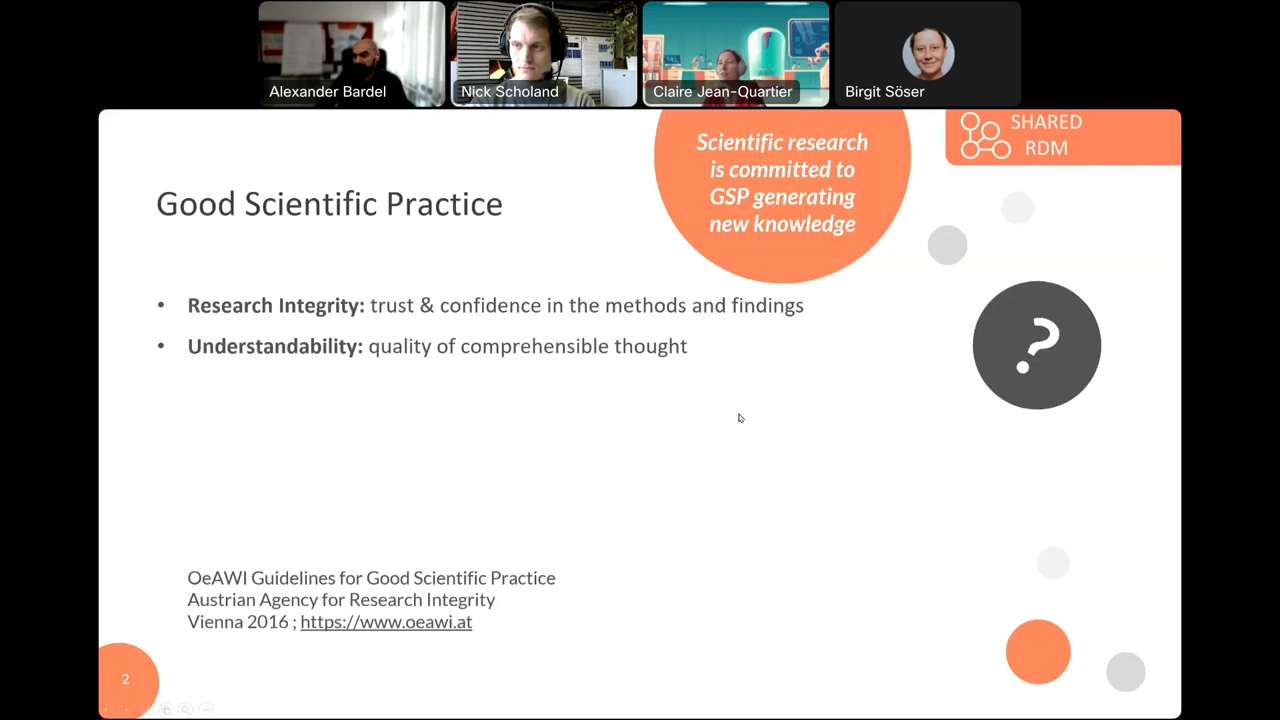 Alexander Bardel
Nick Scholand
Claire Jean-Quartier
Birgit Söser
Scientific research
is committed to
GSP generating
new knowledge
SHARED
RDM
Good Scientific Practice
• Research Integrity: trust & confidence in the methods and findings
• Understandability: quality of comprehensible thought
?
OeAWI Guidelines for Good Scientific Practice
Austrian Agency for Research Integrity
Vienna 2016 ; https://www.oeawi.at
2